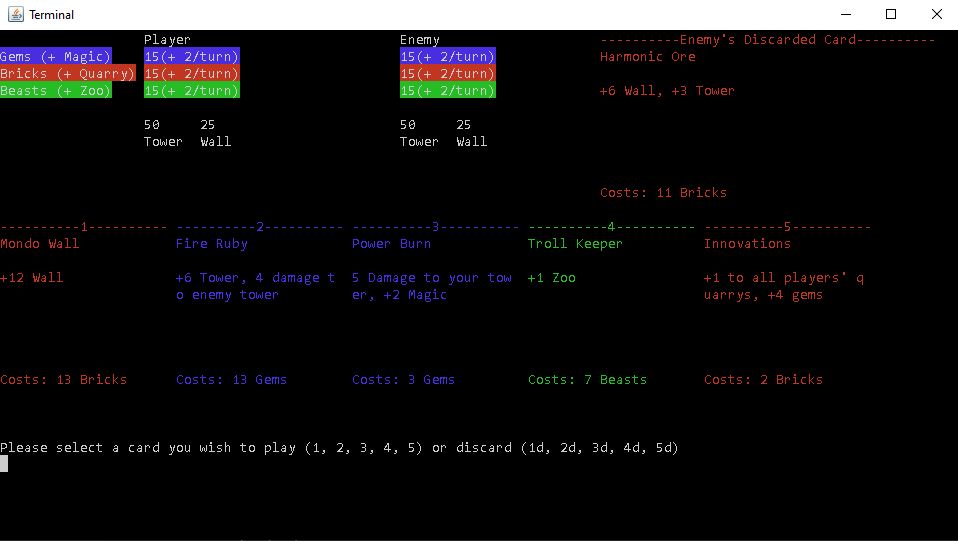 Terminal
Player Enemy ----------Enemy's Discarded Card----------
Gems (+ Magic) 15(+ 2/turn) 15(+ 2/turn) Harmonic Ore
Bricks (+ Quarry) 15(+ 2/turn) 15(+ 2/turn)
Beasts (+ Zoo) 15(+ 2/turn) 15(+ 2/turn) +6 Wall, +3 Tower
50 25 50 25
Tower Wall Tower Wall
Costs: 11 Bricks
----------1---------- ----------2---------- ----------3---------- ----------4---------- ----------5----------
Mondo Wall Fire Ruby Power Burn Troll Keeper Innovations
+12 Wall +6 Tower, 4 damage t 5 Damage to your tow +1 Zoo +1 to all players' q
o enemy tower er, +2 Magic uarrys, +4 gems
Costs: 13 Bricks Costs: 13 Gems Costs: 3 Gems Costs: 7 Beasts Costs: 2 Bricks
Please select a card you wish to play (1, 2, 3, 4, 5) or discard (1d, 2d, 3d, 4d, 5d)